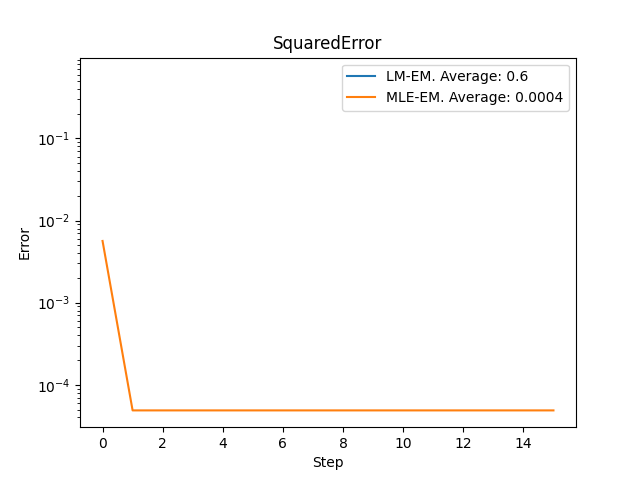 SquaredError
LM-EM. Average: 0.6
MLE-EM. Average: 0.0004
Error
10⁻¹
10⁻²
10⁻³
10⁻⁴
0 2 4 6 8 10 12 14
Step